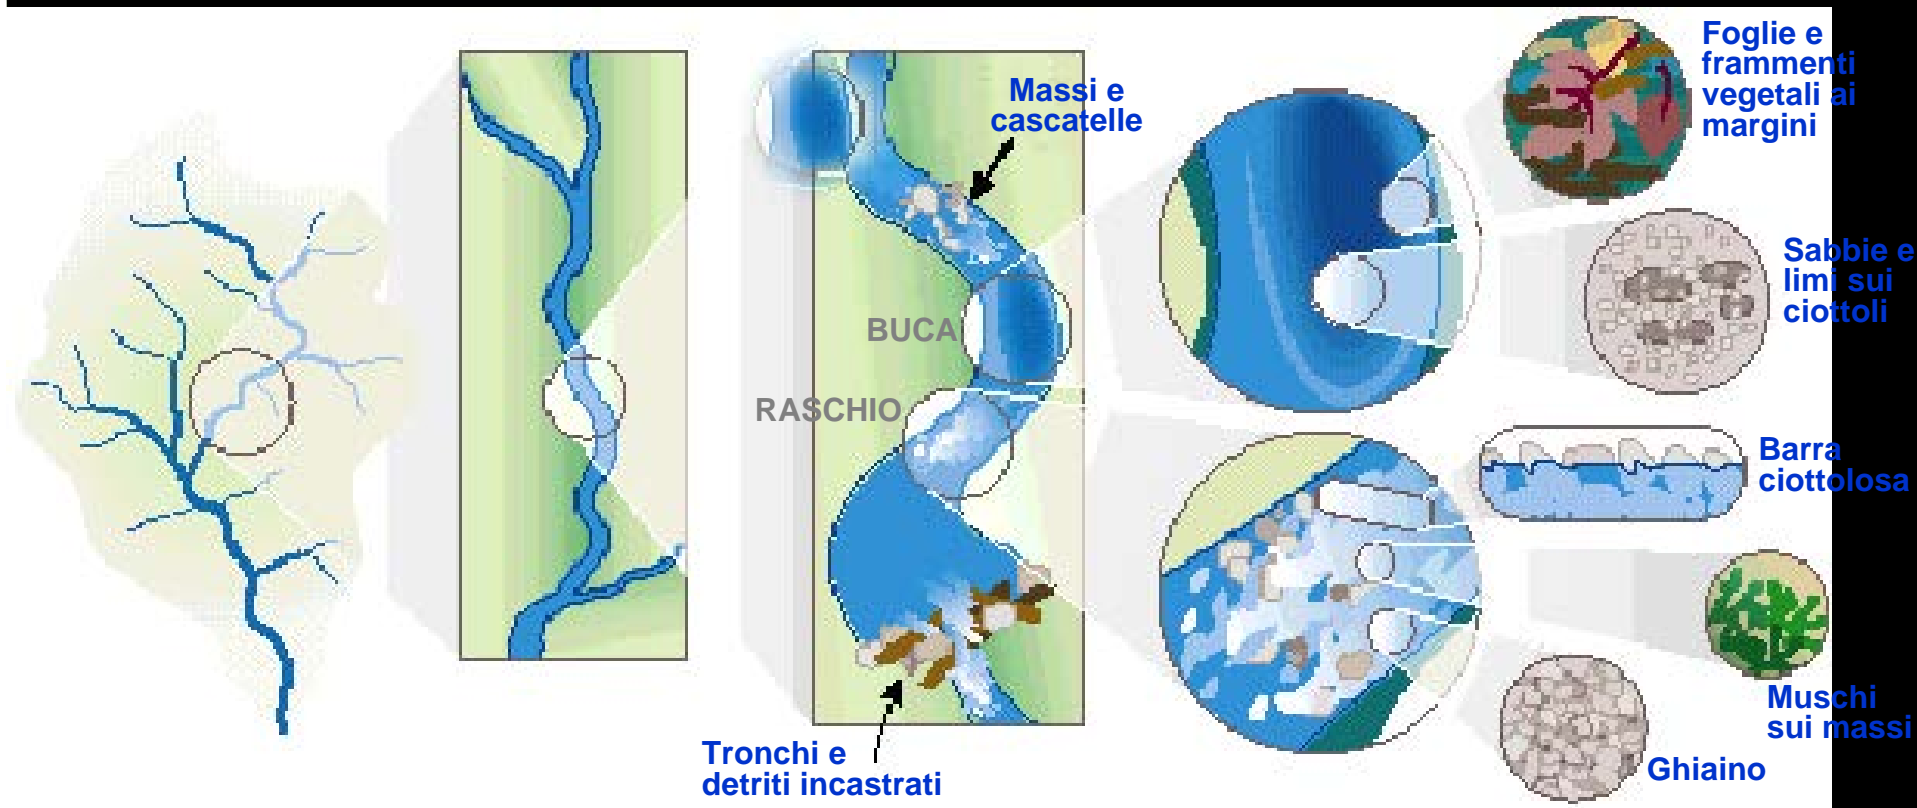 Foglie e
frammenti
vegetali ai
margini
Massi e
cascatelle
Sabbie e
limi sui
ciottoli
BUCA
RASCHIO
Barra
ciottolosa
Muschi
sui massi
Ghiaino
Tronchi e
detriti incastrati